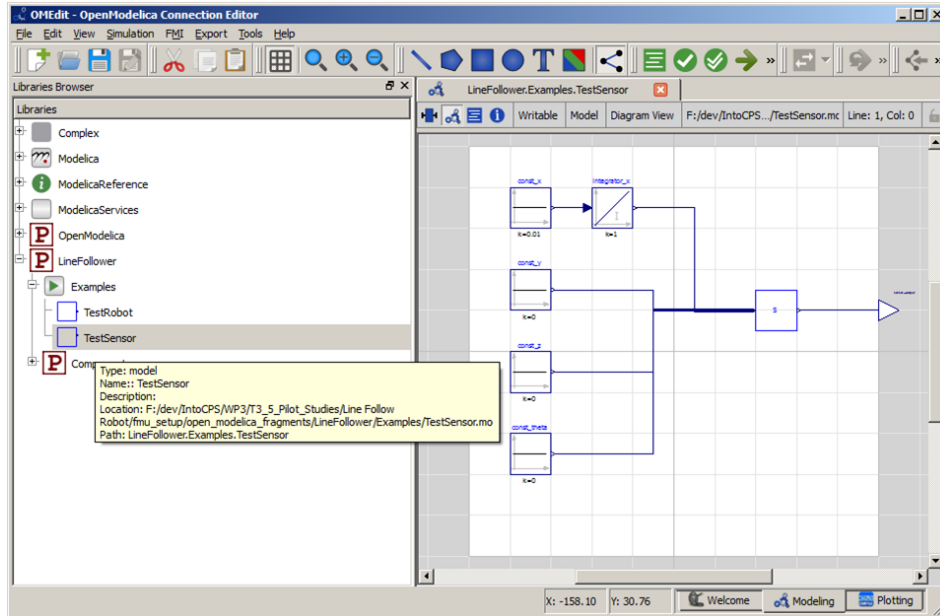 OMEdit - OpenModelica Connection Editor
File Edit View Simulation FMI Export Tools Help
Libraries Browser
LineFollower.Examples.TestSensor
Libraries
Writable Model Diagram View F:/dev/IntoCPS.../TestSensor.mc Line: 1, Col: 0
Complex
Modelica
ModelicaReference
ModelicaServices
OpenModelica
LineFollower
Examples
TestRobot
TestSensor
Type: model
Name:: TestSensor
Description:
Location: F:/dev/IntoCPS/WP3/T3_5_Pilot_Studies/Line Follow
Robot/fmu_setup/open_modelica_fragments/LineFollower/Examples/TestSensor.mo
Path: LineFollower.Examples.TestSensor
const_x
integrator_x
I
k=0.01
k=1
const_y
k=0
S
const_z
k=0
const_theta
k=0
X: -158.10 Y: 30.76 Welcome Modeling Plotting